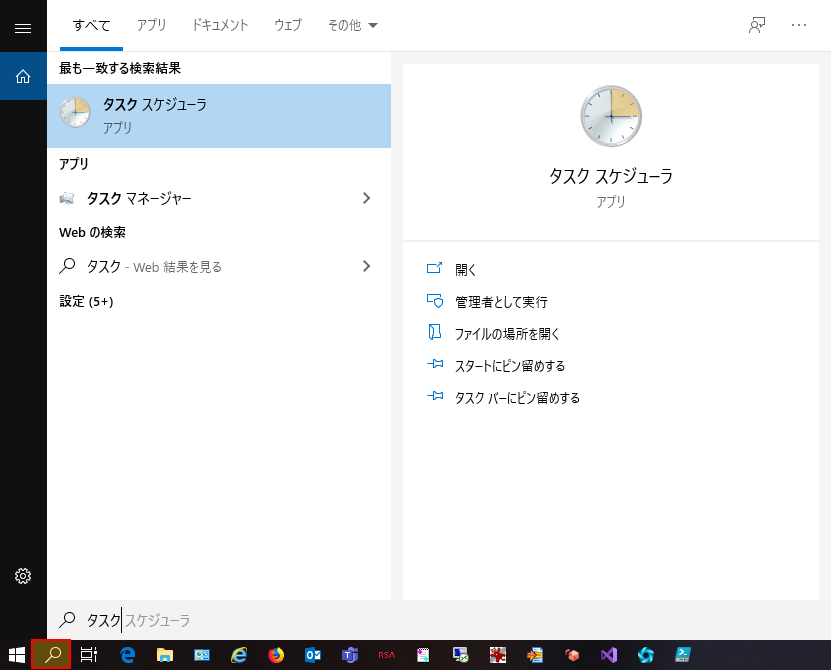 すべて アプリ ドキュメント ウェブ その他
最も一致する検索結果
タスク スケジューラ
アプリ
アプリ
タスク マネージャー
Web の検索
タスク - Web 結果を見る
設定 (5+)
タスク スケジューラ
アプリ
開く
管理者として実行
ファイルの場所を開く
スタートにピン留めする
タスク バーにピン留めする
タスクスケジューラ
RSA